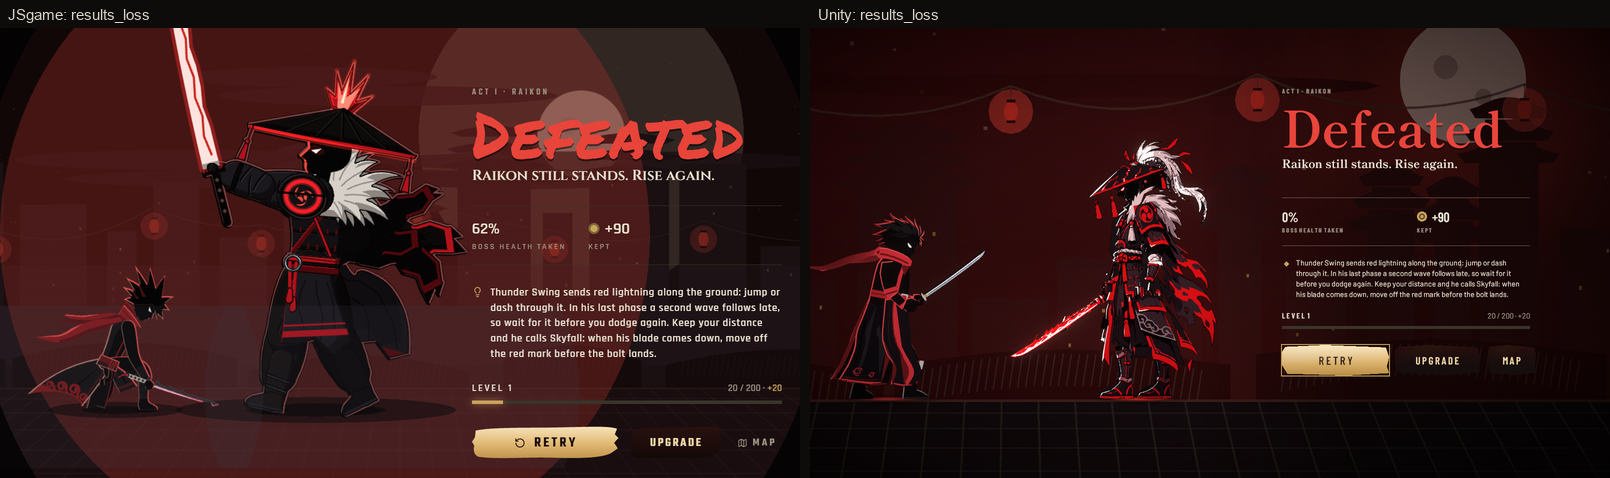 JSgame: results_loss
ACT I · RAIKON
DEFEATED
RAIKON STILL STANDS. RISE AGAIN.
62%
+90
BOSS HEALTH TAKEN
KEPT
Thunder Swing sends red lightning along the ground: jump or
dash through it. In his last phase a second wave follows late,
so wait for it before you dodge again. Keep your distance
and he calls Skyfall: when his blade comes down, move off
the red mark before the bolt lands.
LEVEL 1
20 / 200 · +20
RETRY
UPGRADE
MAP
Unity: results_loss
ACT I · RAIKON
Defeated
Raikon still stands. Rise again.
0%
+90
BOSS HEALTH TAKEN
KEPT
Thunder Swing sends red lightning along the ground: jump or dash
through it. In his last phase a second wave follows late, so wait for it
before you dodge again. Keep your distance and he calls Skyfall: when
his blade comes down, move off the red mark before the bolt lands.
LEVEL 1
20 / 200 · +20
RETRY
UPGRADE
MAP